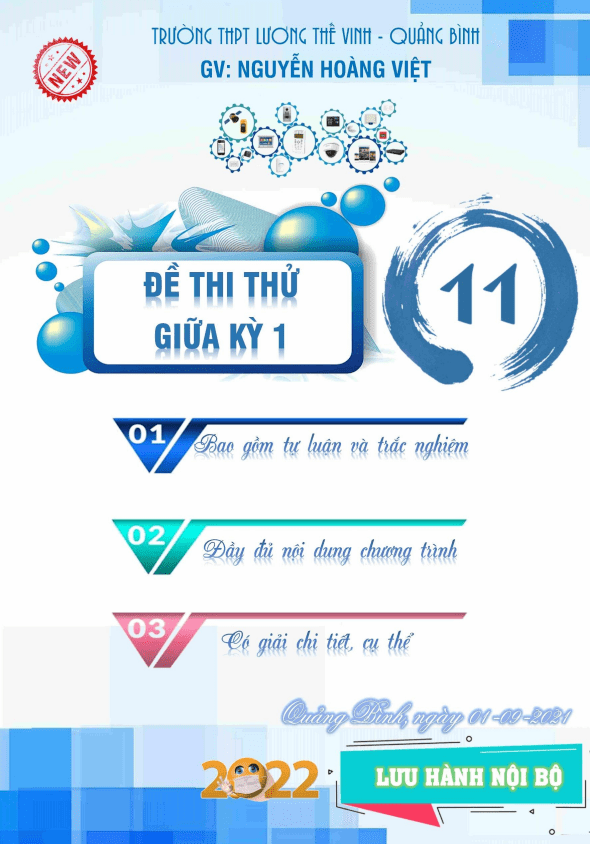 TRƯỜNG THPT LƯƠNG THẾ VINH - QUẢNG BÌNH
GV: NGUYỄN HOÀNG VIỆT
NEW
ĐỀ THI THỬ
GIỮA KỲ 1
11
01 Bao gồm tự luận và trắc nghiệm
02 Đầy đủ nội dung chương trình
03 Có giải chi tiết, cụ thể
Quảng Bình, ngày 01-09-2021
2022
LƯU HÀNH NỘI BỘ